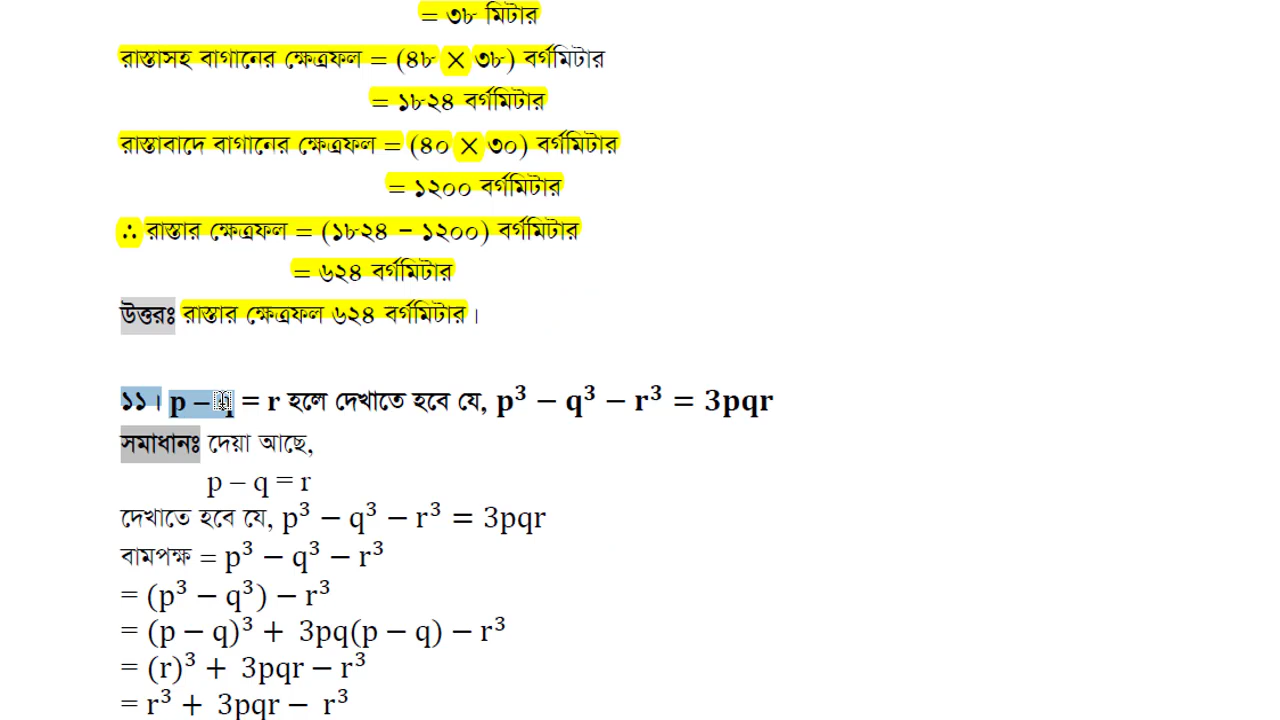 = ৩৮ মিটার
রাস্তাসহ বাগানের ক্ষেত্রফল = (৪৮ × ৩৮) বর্গমিটার
= ১৮২৪ বর্গমিটার
রাস্তাবাদে বাগানের ক্ষেত্রফল = (৪০ × ৩০) বর্গমিটার
= ১২০০ বর্গমিটার
∴ রাস্তার ক্ষেত্রফল = (১৮২৪ – ১২০০) বর্গমিটার
= ৬২৪ বর্গমিটার
উত্তরঃ রাস্তার ক্ষেত্রফল ৬২৪ বর্গমিটার।
১১। p – q = r হলে দেখাতে হবে যে, p³ − q³ − r³ = 3pqr
সমাধানঃ দেয়া আছে,
p – q = r
দেখাতে হবে যে, p³ − q³ − r³ = 3pqr
বামপক্ষ = p³ − q³ − r³
= (p³ − q³) − r³
= (p − q)³ + 3pq(p − q) − r³
= (r)³ + 3pqr − r³
= r³ + 3pqr − r³